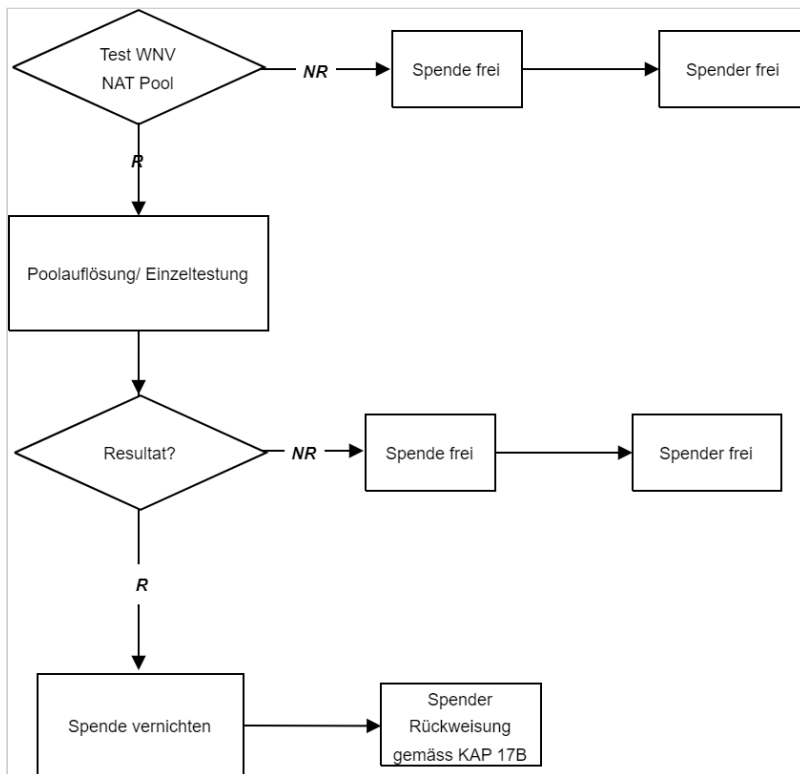 Test WNV
NAT Pool
NR
Spende frei
Spender frei
R
Poolauflösung/ Einzeltestung
Resultat?
NR
Spende frei
Spender frei
R
Spende vernichten
Spender
Rückweisung
gemäss KAP 17B